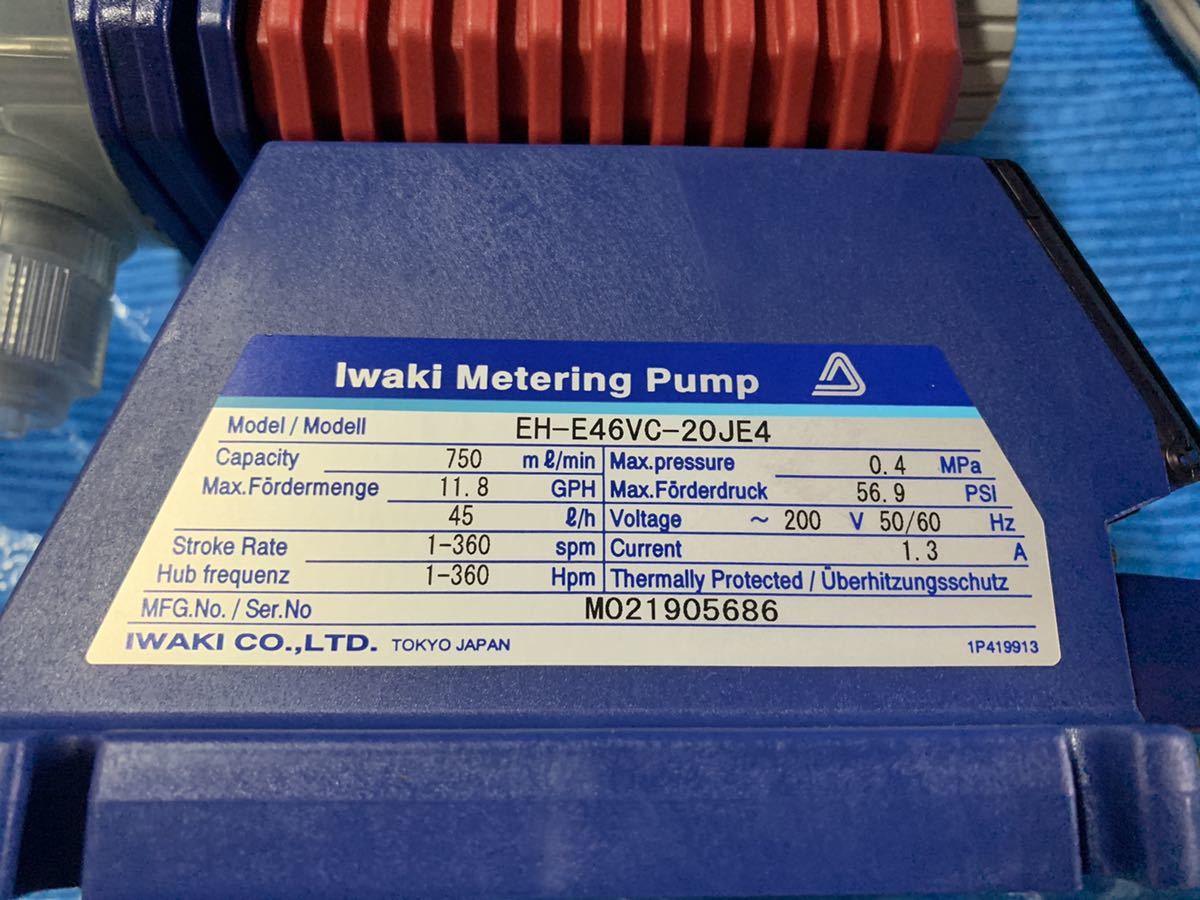 Iwaki Metering Pump
Model / Modell EH-E46VC-20JE4
Capacity 750 mℓ/min Max.pressure 0.4 MPa
Max.Fördermenge 11.8 GPH Max.Förderdruck 56.9 PSI
45 ℓ/h Voltage ~ 200 V 50/60 Hz
Stroke Rate 1-360 spm Current 1.3 A
Hub frequenz 1-360 Hpm Thermally Protected / Überhitzungsschutz
MFG.No. / Ser.No M021905686
IWAKI CO.,LTD. TOKYO JAPAN 1P419913